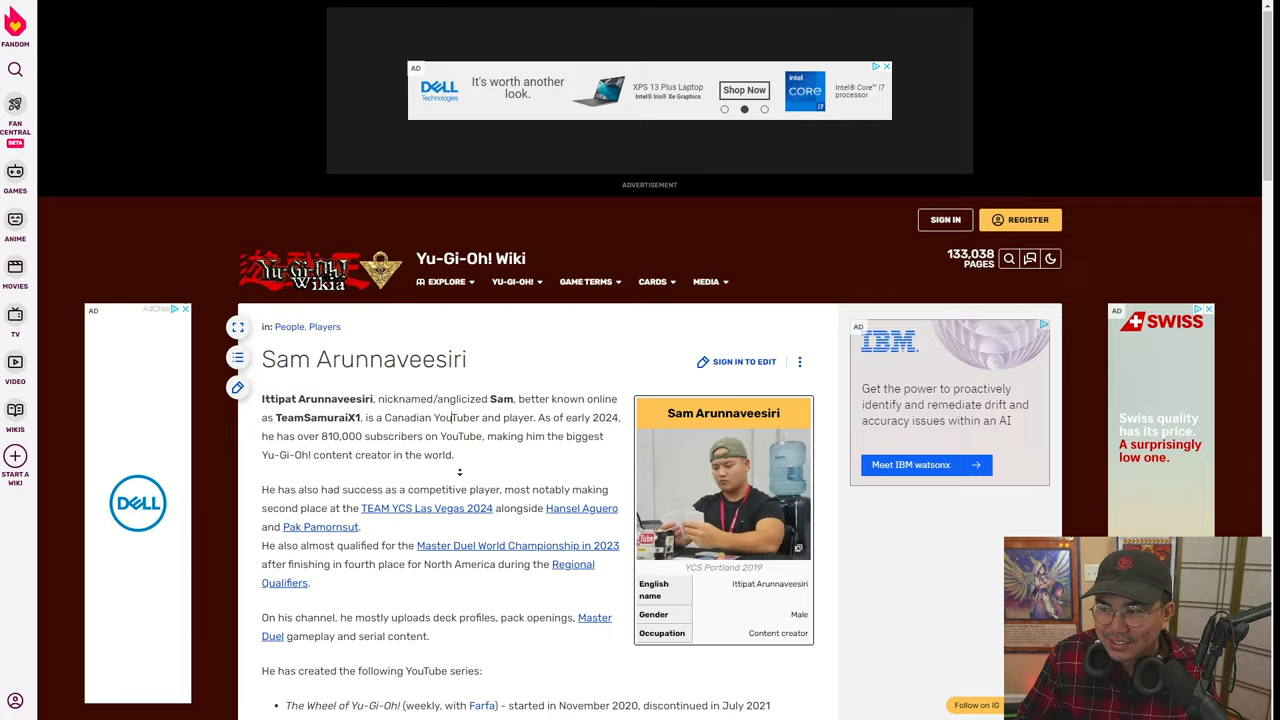 FANDOM
FAN
CENTRAL
BETA
GAMES
ANIME
MOVIES
TV
VIDEO
WIKIS
START A
WIKI
AD
DELL
Technologies
It's worth another
look.
XPS 13 Plus Laptop
Intel® Iris® Xe Graphics
Shop Now
intel
CORE
i7
Intel® Core™ i7
processor
ADVERTISEMENT
SIGN IN
REGISTER
Yu-Gi-Oh!
Wikia
Yu-Gi-Oh! Wiki
133,038
PAGES
EXPLORE
YU-GI-OH!
GAME TERMS
CARDS
MEDIA
AD
AdChoi
DELL
in: People, Players
Sam Arunnaveesiri
SIGN IN TO EDIT
Ittipat Arunnaveesiri, nicknamed/anglicized Sam, better known online
as TeamSamuraiX1, is a Canadian YouTuber and player. As of early 2024,
he has over 810,000 subscribers on YouTube, making him the biggest
Yu-Gi-Oh! content creator in the world.
He has also had success as a competitive player, most notably making
second place at the TEAM YCS Las Vegas 2024 alongside Hansel Aguero
and Pak Pamornsut.
He also almost qualified for the Master Duel World Championship in 2023
after finishing in fourth place for North America during the Regional
Qualifiers.
On his channel, he mostly uploads deck profiles, pack openings, Master
Duel gameplay and serial content.
He has created the following YouTube series:
• The Wheel of Yu-Gi-Oh! (weekly, with Farfa) - started in November 2020, discontinued in July 2021
Sam Arunnaveesiri
YCS Portland 2019
English
name
Ittipat Arunnaveesiri
Gender
Male
Occupation
Content creator
AD
IBM.
Get the power to proactively
identify and remediate drift and
accuracy issues within an AI
Meet IBM watsonx
AD
SWISS
Swiss quality
has its price.
A surprisingly
low one.
Follow on IG